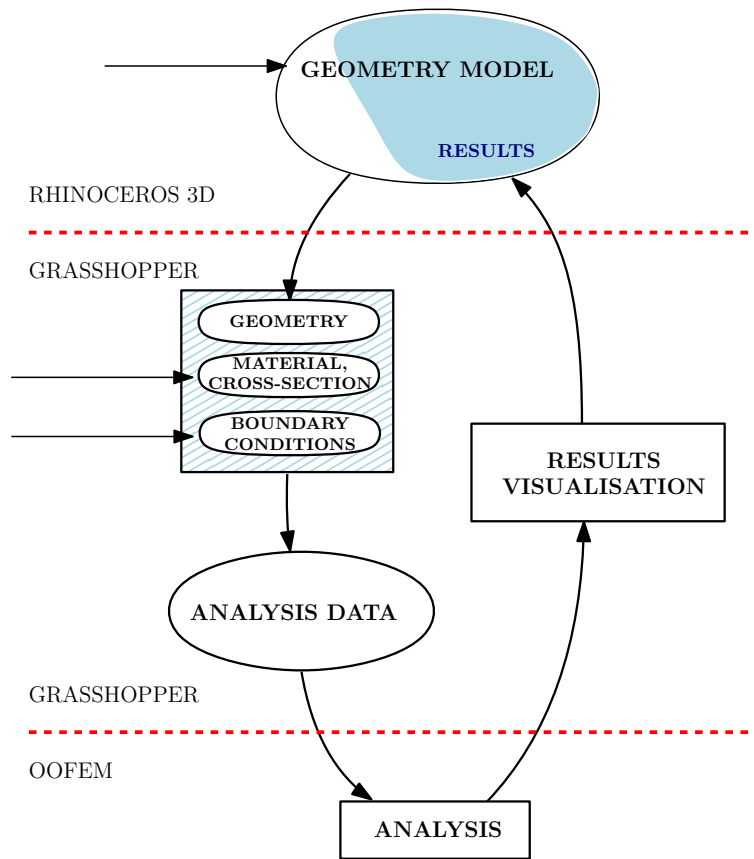 GEOMETRY MODEL
RESULTS
RHINOCEROS 3D
GRASSHOPPER
GEOMETRY
MATERIAL,
CROSS-SECTION
BOUNDARY
CONDITIONS
RESULTS
VISUALISATION
ANALYSIS DATA
GRASSHOPPER
OOFEM
ANALYSIS